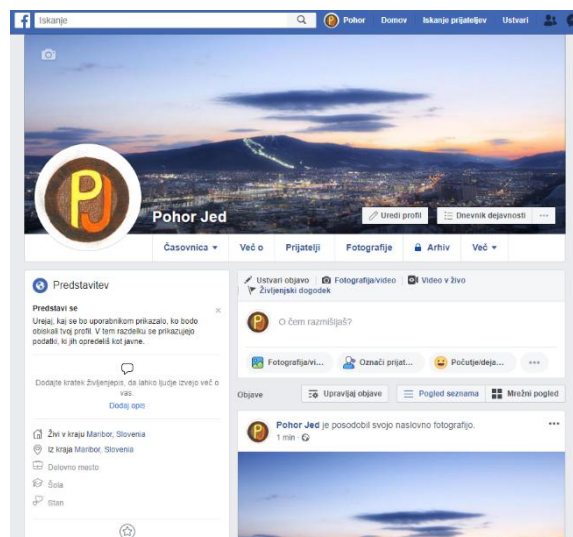 Iskanje
Pohor Domov Iskanje prijateljev Ustvari
PJ
Pohor Jed
Uredi profil Dnevnik dejavnosti
Časovnica Več o Prijatelji Fotografije Arhiv Več
Predstavitev
Predstavi se
Urejaj, kaj se bo uporabnikom prikazalo, ko bodo
obiskali tvoj profil. V tem razdelku se prikazujejo
podatki, ki jih opredeliš kot javne.
Dodajte kratek življenjepis, da lahko ljudje izvejo več o
vas.
Dodaj opis
Živi v kraju Maribor, Slovenia
Iz kraja Maribor, Slovenia
Delovno mesto
Šola
Stan
Ustvari objavo Fotografija/video Video v živo
Življenjski dogodek
O čem razmišljaš?
Fotografija/vi... Označi prijat... Počutje/deja...
Objave Upravljaj objave Pogled seznama Mrežni pogled
Pohor Jed je posodobil svojo naslovno fotografijo.
1 min